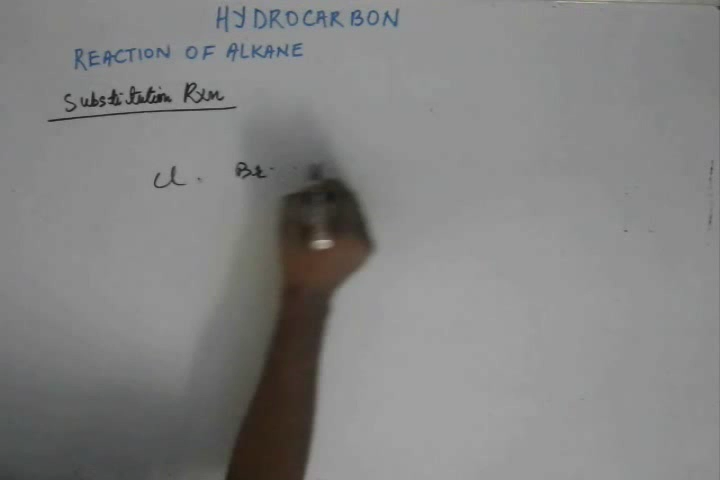 HYDROCARBON
REACTION OF ALKANE
Substitution Rxn
Cl. Br.